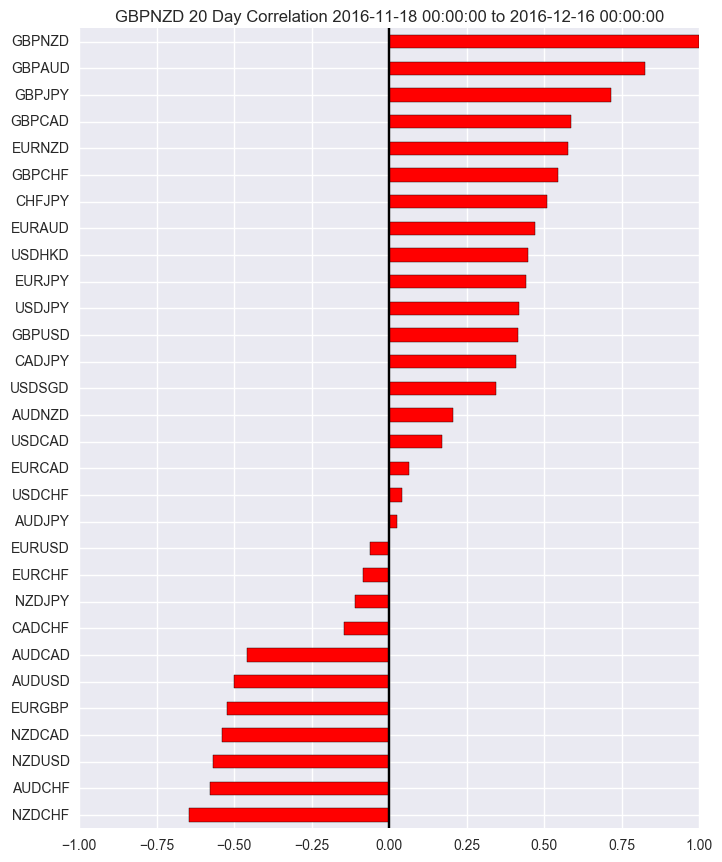 GBPNZD 20 Day Correlation 2016-11-18 00:00:00 to 2016-12-16 00:00:00
GBPNZD
GBPAUD
GBPJPY
GBPCAD
EURNZD
GBPCHF
CHFJPY
EURAUD
USDHKD
EURJPY
USDJPY
GBPUSD
CADJPY
USDSGD
AUDNZD
USDCAD
EURCAD
USDCHF
AUDJPY
EURUSD
EURCHF
NZDJPY
CADCHF
AUDCAD
AUDUSD
EURGBP
NZDCAD
NZDUSD
AUDCHF
NZDCHF
−1.00 −0.75 −0.50 −0.25 0.00 0.25 0.50 0.75 1.00